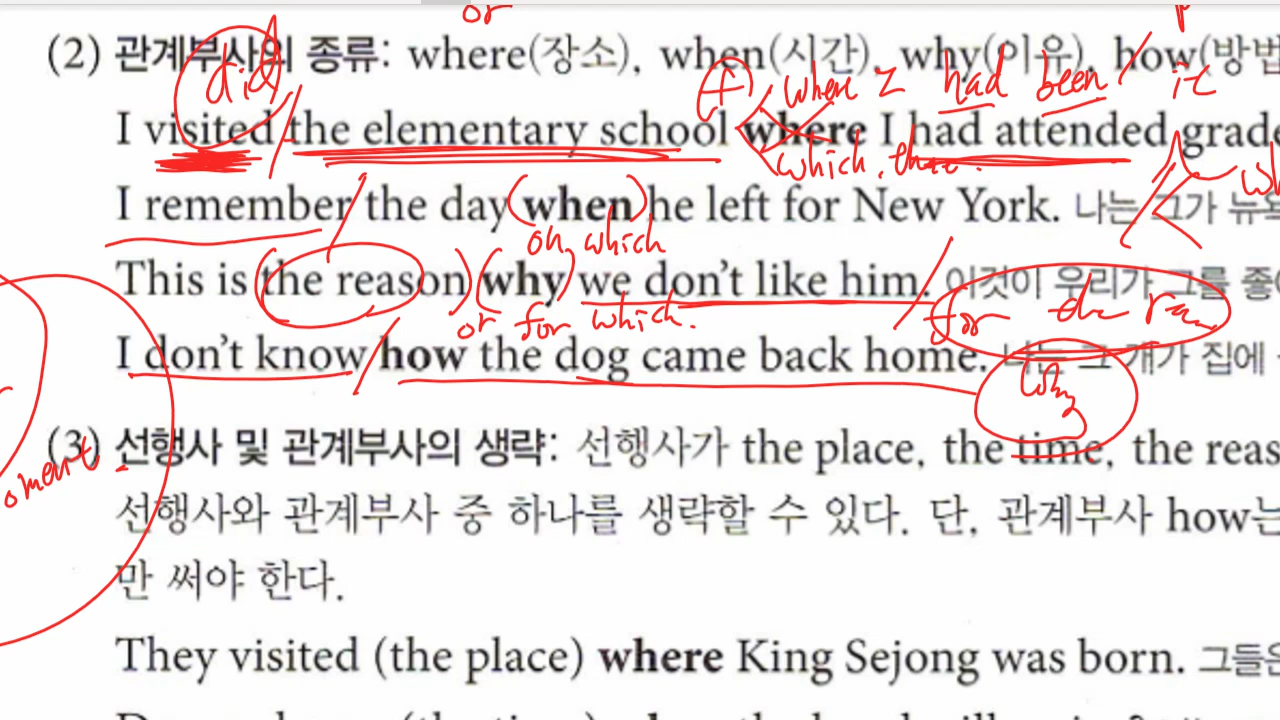 or
(2) 관계부사의 종류: where(장소), when(시간), why(이유), how(방법
did
+ where I had been / it
I visited the elementary school where I had attended grade
which, that.
I remember the day when he left for New York. 나는 그가 뉴욕
on which
This is the reason why we don't like him. 이것이 우리가 그를 좋
or for which.
for the reason
I don't know how the dog came back home. 나는 그 개가 집에
why
(3) 선행사 및 관계부사의 생략: 선행사가 the place, the time, the reas
선행사와 관계부사 중 하나를 생략할 수 있다. 단, 관계부사 how는
만 써야 한다.
They visited (the place) where King Sejong was born. 그들은